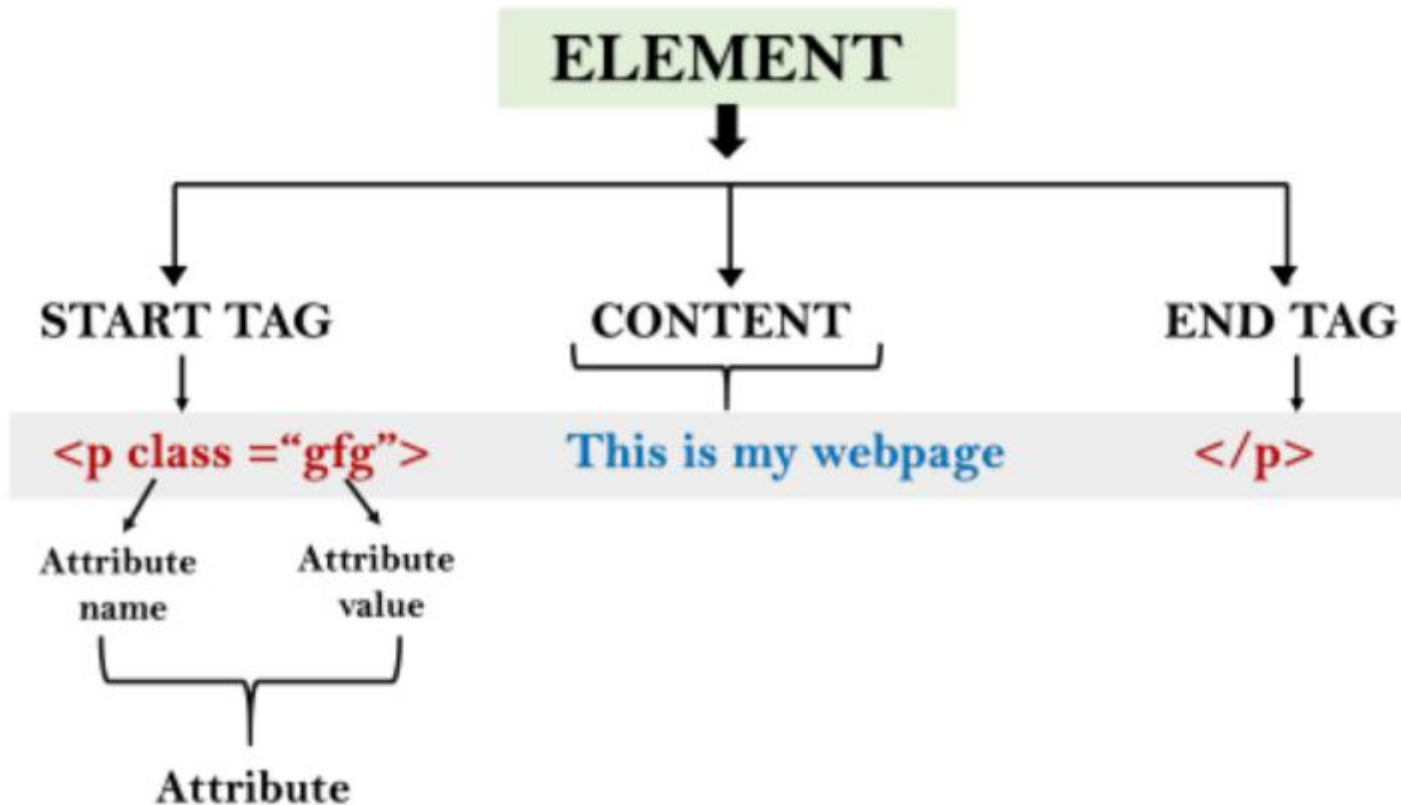 ELEMENT
START TAG
CONTENT
END TAG
<p class =“gfg”>
This is my webpage
</p>
Attribute
name
Attribute
value
Attribute